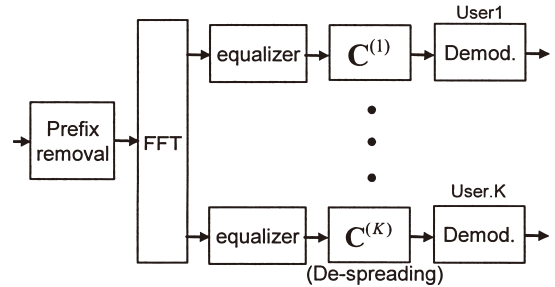 User1
equalizer
C^(1)
Demod.
Prefix
removal
FFT
User.K
equalizer
C^(K)
Demod.
(De-spreading)